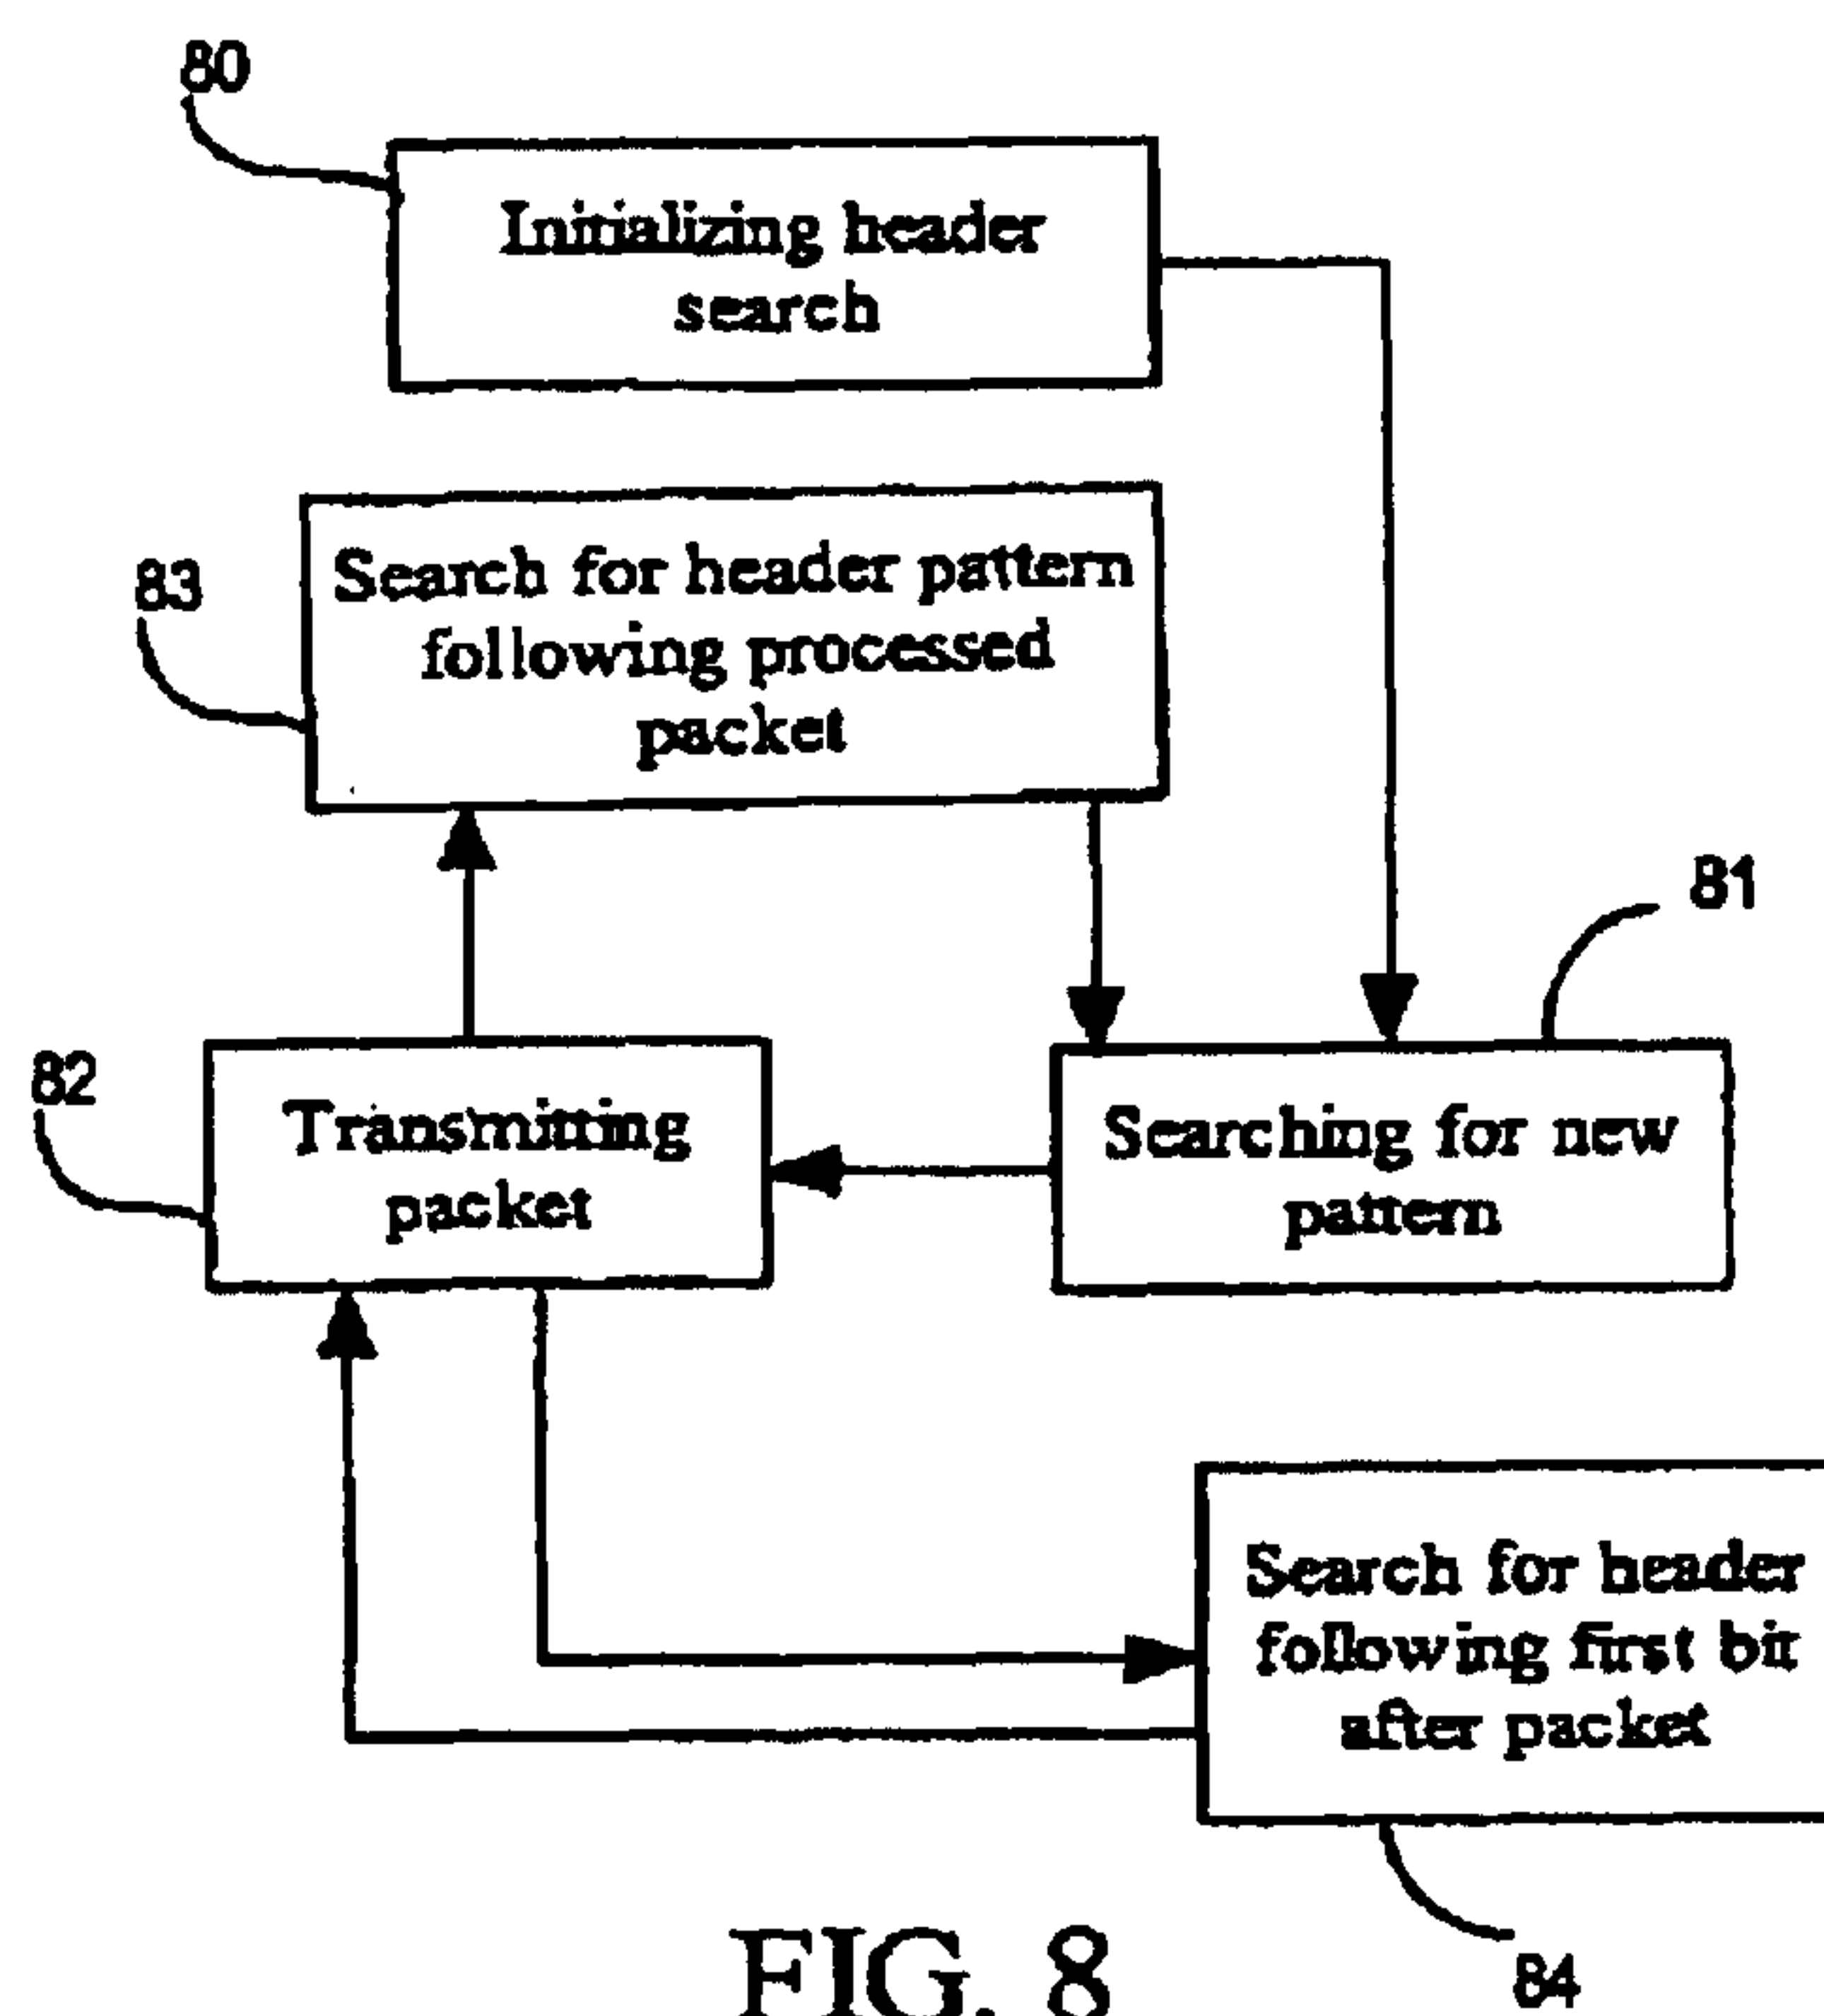 80
Initializing header
search
83
Search for header pattern
following processed
packet
81
82
Transmitting
packet
Searching for new
pattern
Search for header
following first bit
after packet
FIG. 8
84